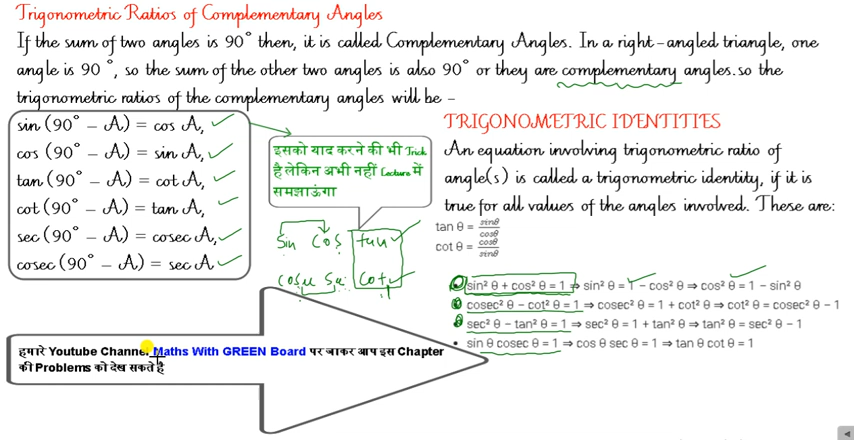 Trigonometric Ratios of Complementary Angles
If the sum of two angles is 90° then, it is called Complementary Angles. In a right-angled triangle, one
angle is 90 °, so the sum of the other two angles is also 90° or they are complementary angles. so the
trigonometric ratios of the complementary angles will be -
sin (90° - A) = cos A,
cos (90° - A) = sin A,
tan (90° - A) = cot A,
cot (90° - A) = tan A,
sec (90° - A) = cosec A,
cosec (90° - A) = sec A
इसको याद करने की भी Trick
है लेकिन अभी नहीं Lecture में
समझाऊंगा
Sin Cos tan
cosec Sec Cot
TRIGONOMETRIC IDENTITIES
An equation involving trigonometric ratio of
angle(s) is called a trigonometric identity, if it is
true for all values of the angles involved. These are:
tan θ = sinθ/cosθ
cot θ = cosθ/sinθ
sin² θ + cos² θ = 1 ⇒ sin² θ = 1 − cos² θ ⇒ cos² θ = 1 − sin² θ
cosec² θ − cot² θ = 1 ⇒ cosec² θ = 1 + cot² θ ⇒ cot² θ = cosec² θ − 1
sec² θ − tan² θ = 1 ⇒ sec² θ = 1 + tan² θ ⇒ tan² θ = sec² θ − 1
• sin θ cosec θ = 1 ⇒ cos θ sec θ = 1 ⇒ tan θ cot θ = 1
हमारे Youtube Channel Maths With GREEN Board पर जाकर आप इस Chapter
की Problems को देख सकते है